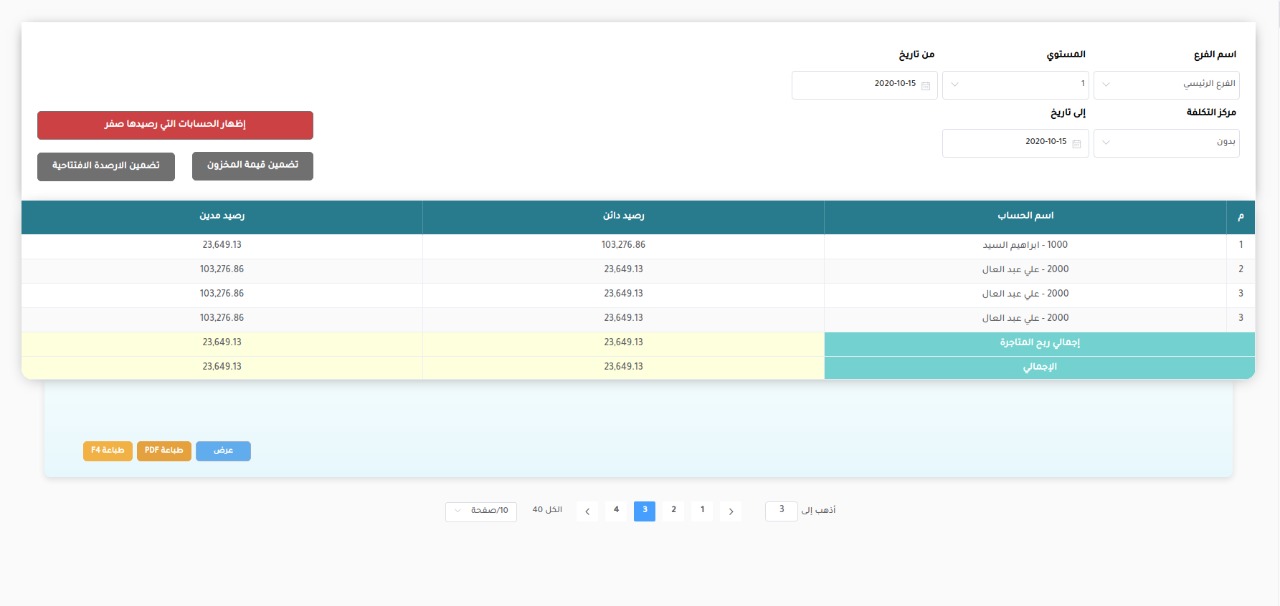 اسم الفرع المستوي من تاريخ
الفرع الرئيسي 1 2020-10-15
مركز التكلفة إلى تاريخ
بدون 2020-10-15
إظهار الحسابات التي رصيدها صفر
تضمين قيمة المخزون تضمين الارصدة الافتتاحية
م اسم الحساب رصيد دائن رصيد مدين
1 1000 - ابراهيم السيد 103,276.86 23,649.13
2 2000 - علي عبد العال 23,649.13 103,276.86
3 2000 - علي عبد العال 23,649.13 103,276.86
3 2000 - علي عبد العال 23,649.13 103,276.86
إجمالي ربح المتاجرة 23,649.13 23,649.13
الإجمالي 23,649.13 23,649.13
عرض طباعة PDF طباعة F4
أذهب إلى 3 1 2 3 4 الكل 40 10/صفحة